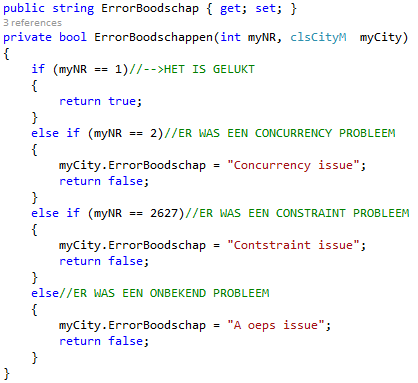 public string ErrorBoodschap { get; set; }
3 references
private bool ErrorBoodschappen(int myNR, clsCityM  myCity)
{
    if (myNR == 1)//-->HET IS GELUKT
    {
        return true;
    }
    else if (myNR == 2)//ER WAS EEN CONCURRENCY PROBLEEM
    {
        myCity.ErrorBoodschap = "Concurrency issue";
        return false;
    }
    else if (myNR == 2627)//ER WAS EEN CONSTRAINT PROBLEEM
    {
        myCity.ErrorBoodschap = "Contstraint issue";
        return false;
    }
    else//ER WAS EEN ONBEKEND PROBLEEM
    {
        myCity.ErrorBoodschap = "A oeps issue";
        return false;
    }
}